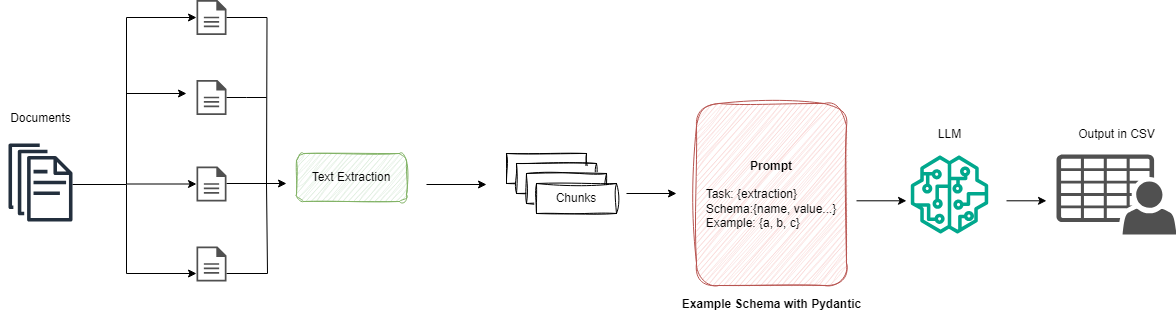 Documents
Text Extraction
Chunks
Prompt
Task: {extraction}
Schema:{name, value...}
Example: {a, b, c}
Example Schema with Pydantic
LLM
Output in CSV